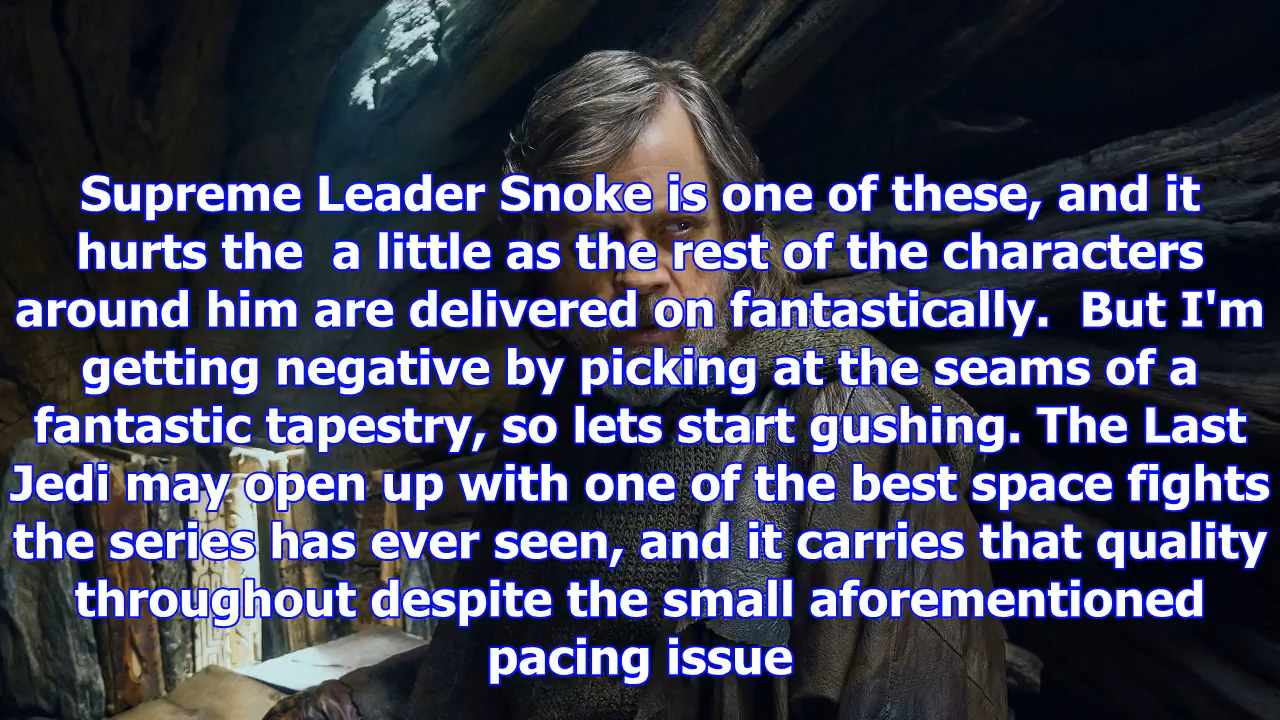 Supreme Leader Snoke is one of these, and it
hurts the  a little as the rest of the characters
around him are delivered on fantastically.  But I'm
getting negative by picking at the seams of a
fantastic tapestry, so lets start gushing. The Last
Jedi may open up with one of the best space fights
the series has ever seen, and it carries that quality
throughout despite the small aforementioned
pacing issue